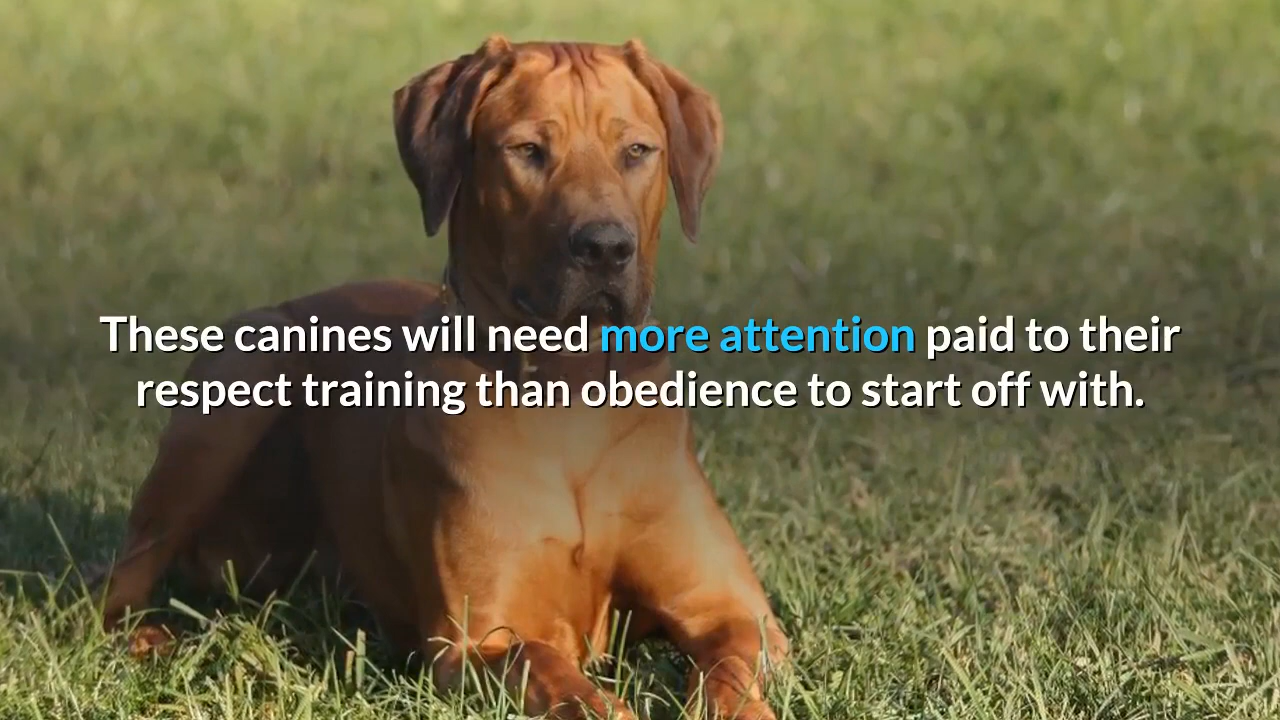 These canines will need more attention paid to their
respect training than obedience to start off with.